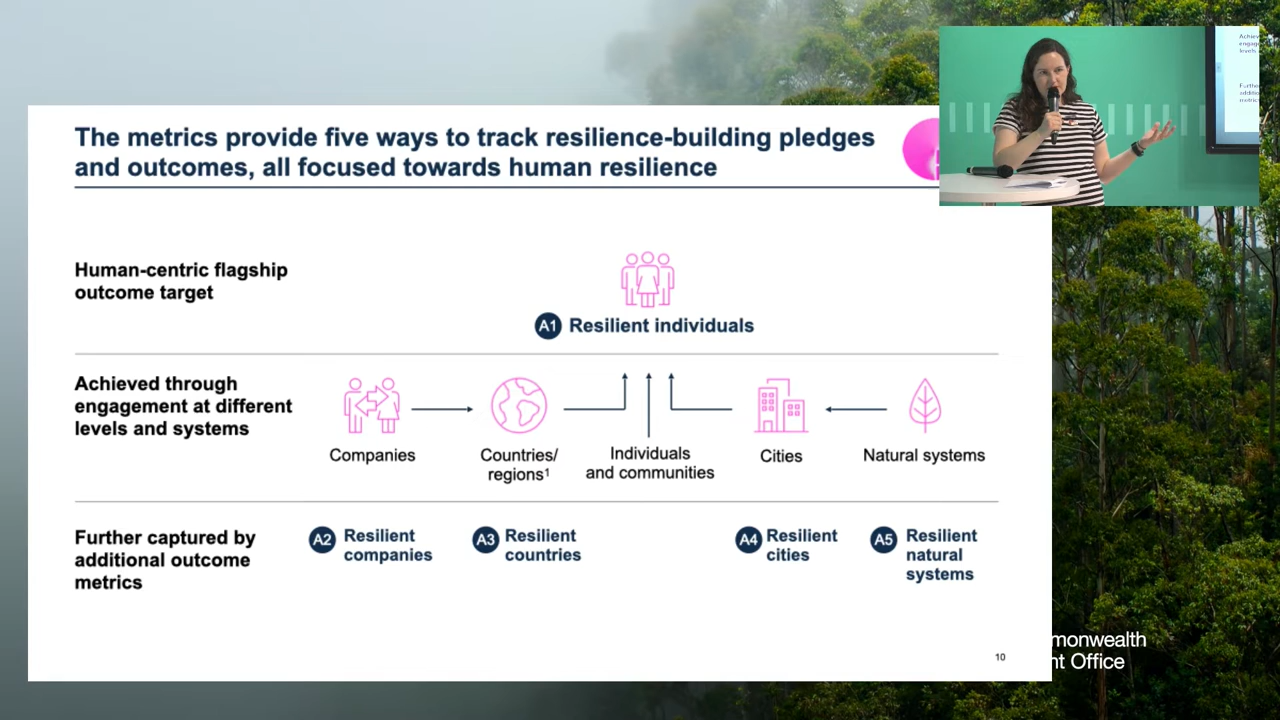 The metrics provide five ways to track resilience-building pledges
and outcomes, all focused towards human resilience
Human-centric flagship
outcome target
A1 Resilient individuals
Achieved through
engagement at different
levels and systems
Companies
Countries/
regions¹
Individuals
and communities
Cities
Natural systems
Further captured by
additional outcome
metrics
A2 Resilient
companies
A3 Resilient
countries
A4 Resilient
cities
A5 Resilient
natural
systems
10
monwealth
nt Office